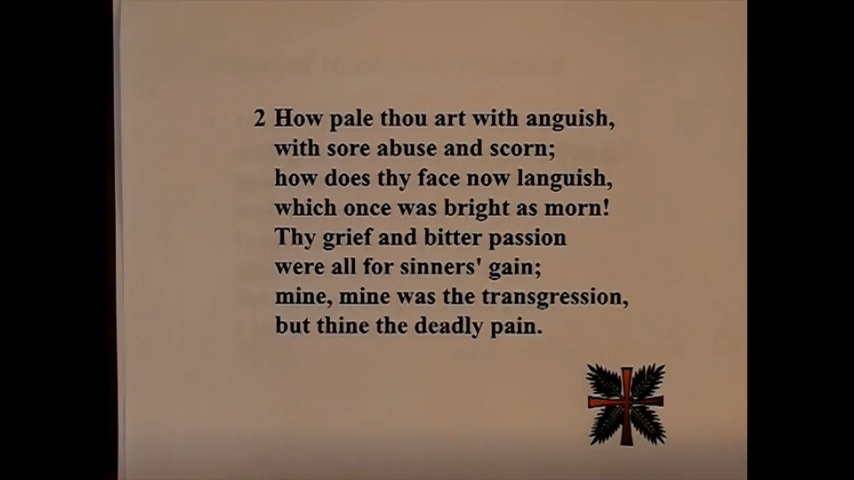 2 How pale thou art with anguish,
with sore abuse and scorn;
how does thy face now languish,
which once was bright as morn!
Thy grief and bitter passion
were all for sinners' gain;
mine, mine was the transgression,
but thine the deadly pain.